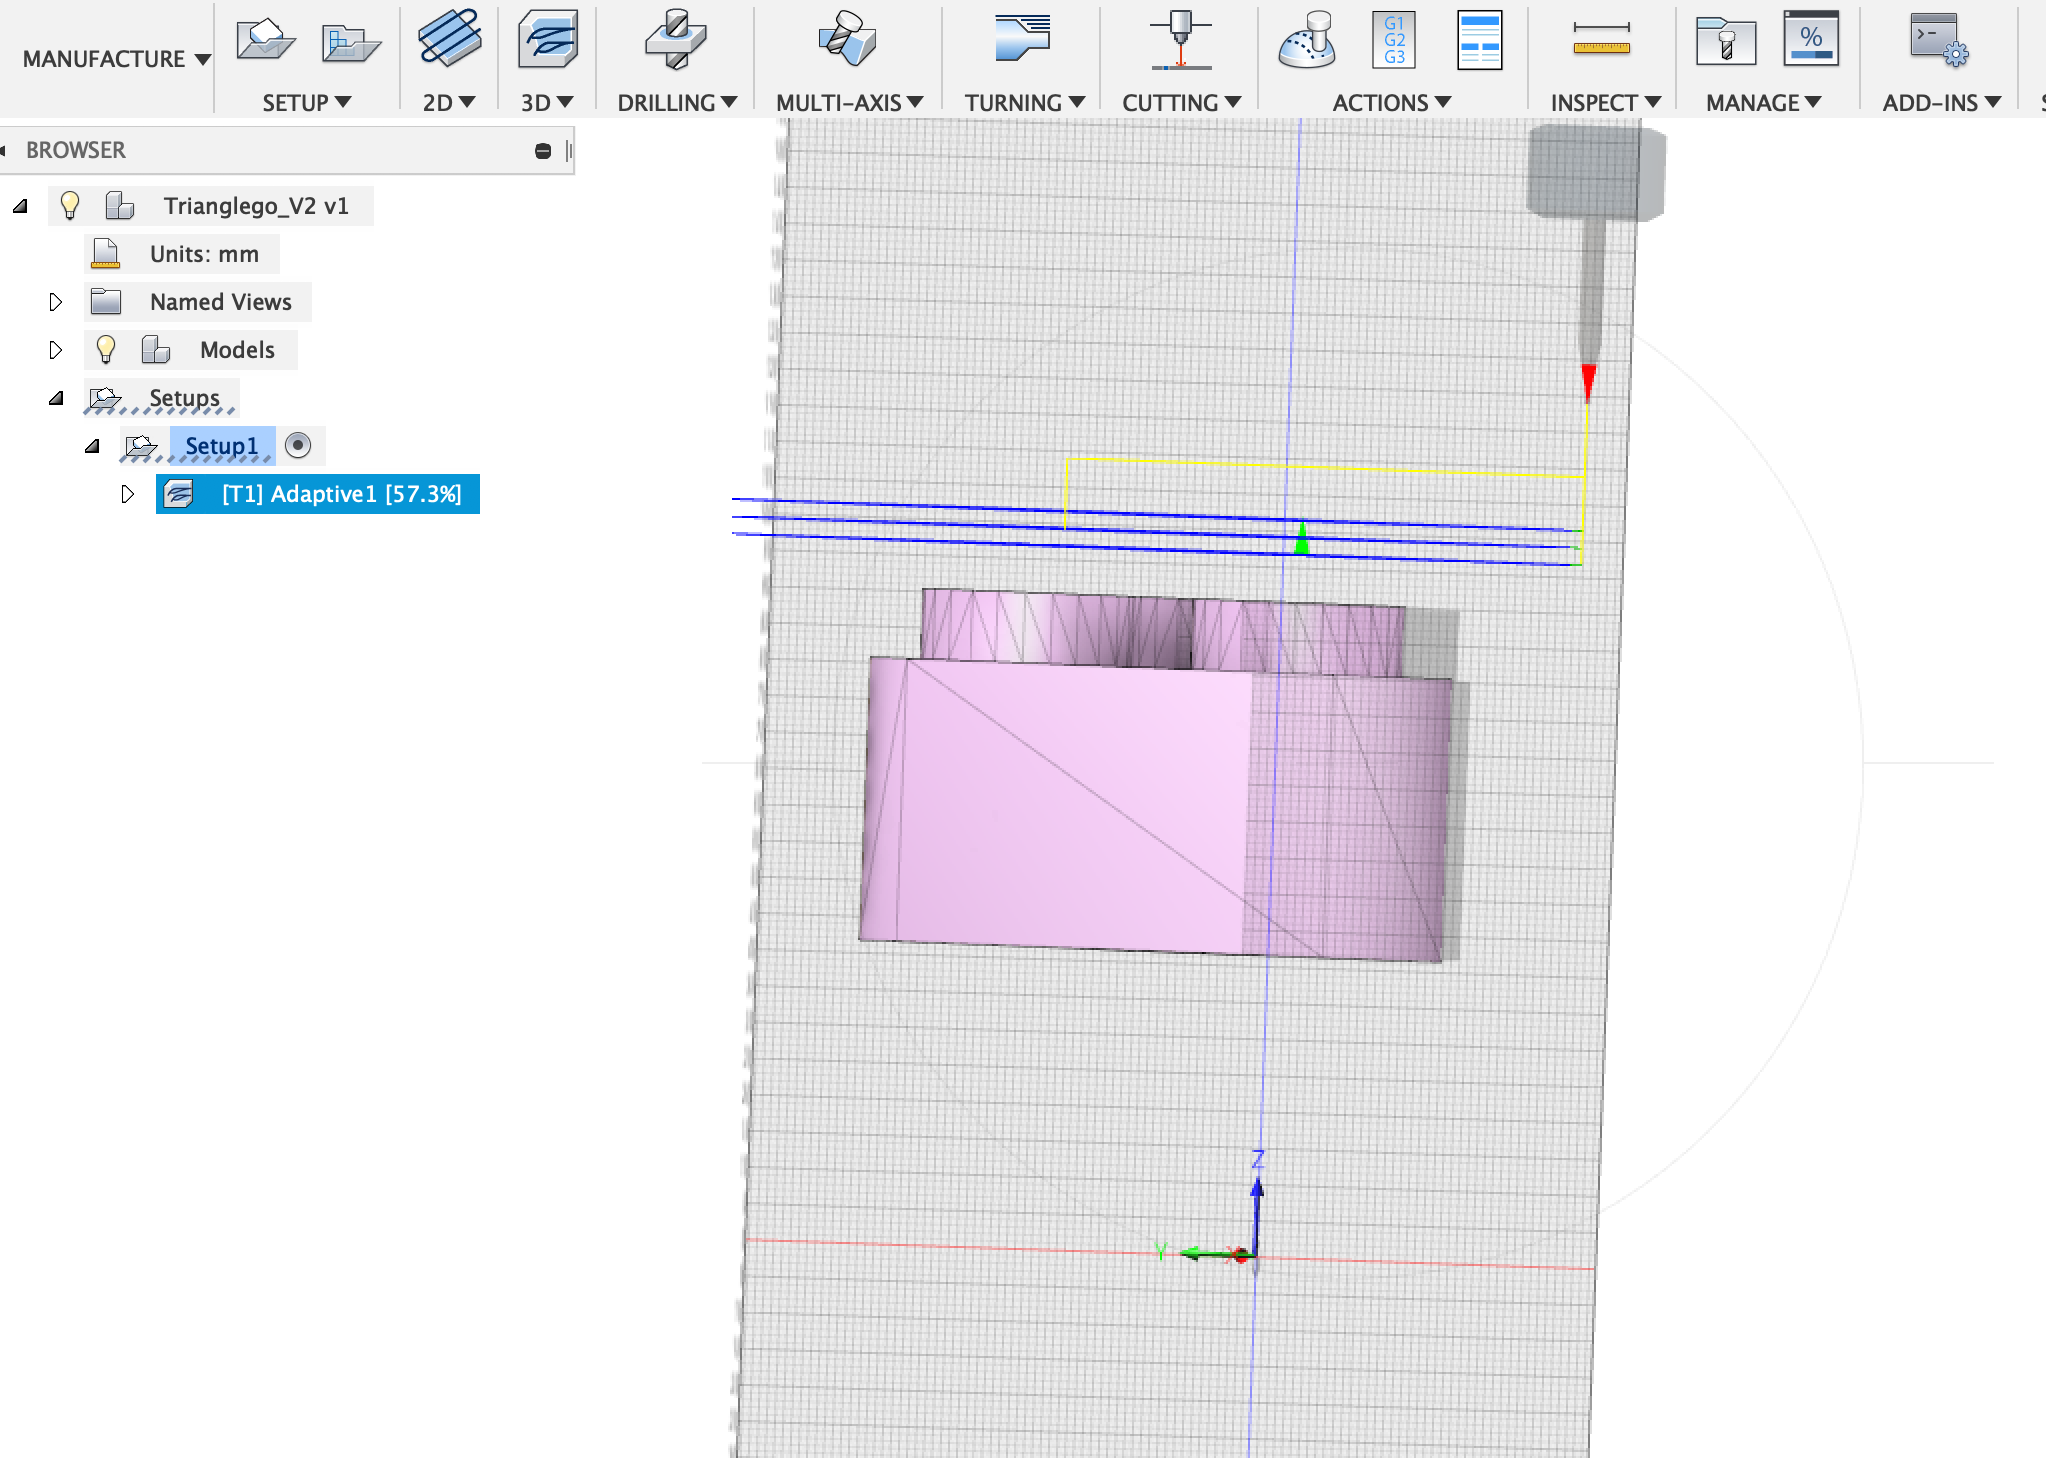 MANUFACTURE
SETUP
2D
3D
DRILLING
MULTI-AXIS
TURNING
CUTTING
G1
G2
G3
ACTIONS
INSPECT
%
MANAGE
ADD-INS
BROWSER
Trianglego_V2 v1
Units: mm
Named Views
Models
Setups
Setup1
[T1] Adaptive1 [57.3%]
Z
Y
X